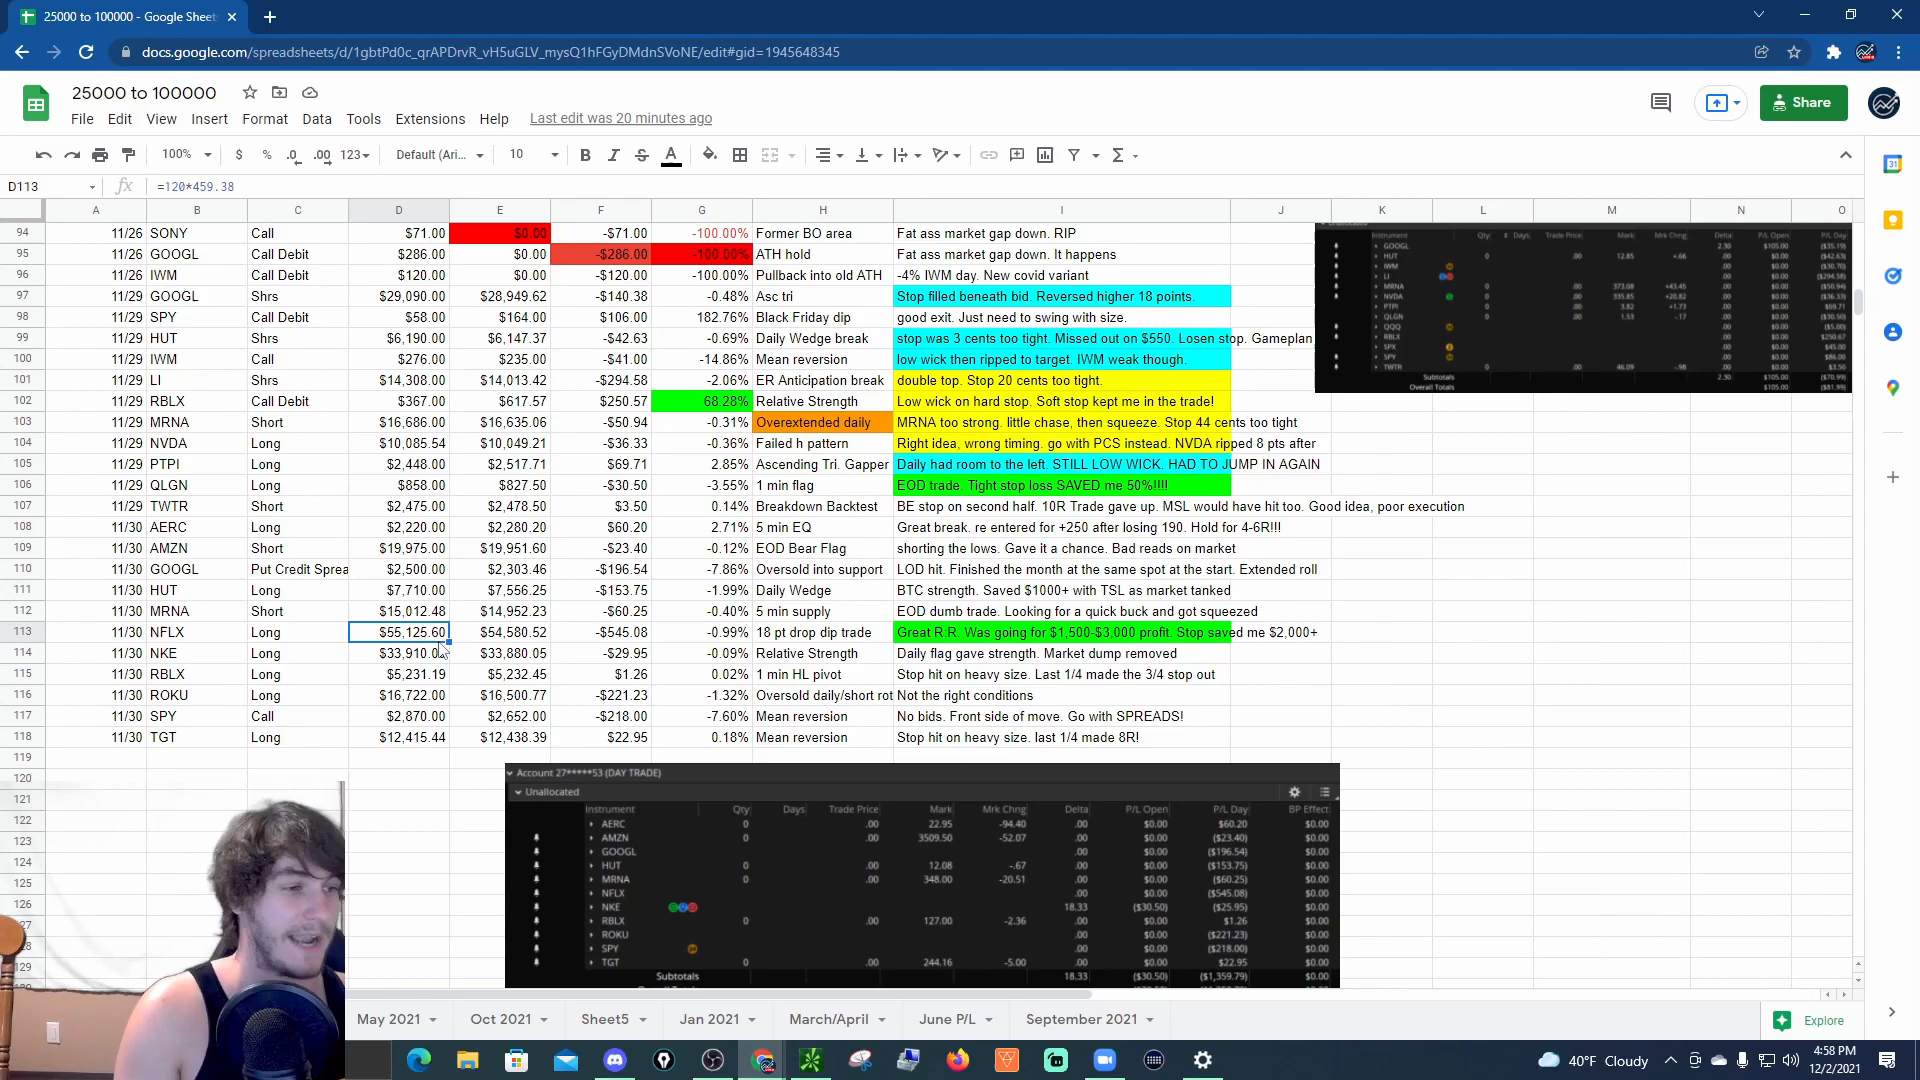 25000 to 100000 - Google Sheets
docs.google.com/spreadsheets/d/1gbtPd0c_qrAPDrvR_vH5uGLV_mysQ1hFGyDMdnSVoNE/edit#gid=1945648345
25000 to 100000
File Edit View Insert Format Data Tools Extensions Help Last edit was 20 minutes ago
Share
100% $ % .0 .00 123 Default (Ari... 10 B I S A
D113 fx =120*459.38
A B C D E F G H I J K L M N O
94 11/26 SONY Call $71.00 $0.00 -$71.00 -100.00% Former BO area Fat ass market gap down. RIP
95 11/26 GOOGL Call Debit $286.00 $0.00 -$286.00 -100.00% ATH hold Fat ass market gap down. It happens
96 11/26 IWM Call Debit $120.00 $0.00 -$120.00 -100.00% Pullback into old ATH -4% IWM day. New covid variant
97 11/29 GOOGL Shrs $29,090.00 $28,949.62 -$140.38 -0.48% Asc tri Stop filled beneath bid. Reversed higher 18 points.
98 11/29 SPY Call Debit $58.00 $164.00 $106.00 182.76% Black Friday dip good exit. Just need to swing with size.
99 11/29 HUT Shrs $6,190.00 $6,147.37 -$42.63 -0.69% Daily Wedge break stop was 3 cents too tight. Missed out on $550. Losen stop. Gameplan
100 11/29 IWM Call $276.00 $235.00 -$41.00 -14.86% Mean reversion low wick then ripped to target. IWM weak though.
101 11/29 LI Shrs $14,308.00 $14,013.42 -$294.58 -2.06% ER Anticipation break double top. Stop 20 cents too tight.
102 11/29 RBLX Call Debit $367.00 $617.57 $250.57 68.28% Relative Strength Low wick on hard stop. Soft stop kept me in the trade!
103 11/29 MRNA Short $16,686.00 $16,635.06 -$50.94 -0.31% Overextended daily MRNA too strong. little chase, then squeeze. Stop 44 cents too tight
104 11/29 NVDA Long $10,085.54 $10,049.21 -$36.33 -0.36% Failed h pattern Right idea, wrong timing. go with PCS instead. NVDA ripped 8 pts after
105 11/29 PTPI Long $2,448.00 $2,517.71 $69.71 2.85% Ascending Tri. Gapper Daily had room to the left. STILL LOW WICK. HAD TO JUMP IN AGAIN
106 11/29 QLGN Long $858.00 $827.50 -$30.50 -3.55% 1 min flag EOD trade. Tight stop loss SAVED me 50%!!!!
107 11/29 TWTR Short $2,475.00 $2,478.50 $3.50 0.14% Breakdown Backtest BE stop on second half. 10R Trade gave up. MSL would have hit too. Good idea, poor execution
108 11/30 AERC Long $2,220.00 $2,280.20 $60.20 2.71% 5 min EQ Great break. re entered for +250 after losing 190. Hold for 4-6R!!!
109 11/30 AMZN Short $19,975.00 $19,951.60 -$23.40 -0.12% EOD Bear Flag shorting the lows. Gave it a chance. Bad reads on market
110 11/30 GOOGL Put Credit Sprea $2,500.00 $2,303.46 -$196.54 -7.86% Oversold into support LOD hit. Finished the month at the same spot at the start. Extended roll
111 11/30 HUT Long $7,710.00 $7,556.25 -$153.75 -1.99% Daily Wedge BTC strength. Saved $1000+ with TSL as market tanked
112 11/30 MRNA Short $15,012.48 $14,952.23 -$60.25 -0.40% 5 min supply EOD dumb trade. Looking for a quick buck and got squeezed
113 11/30 NFLX Long $55,125.60 $54,580.52 -$545.08 -0.99% 18 pt drop dip trade Great R:R. Was going for $1,500-$3,000 profit. Stop saved me $2,000+
114 11/30 NKE Long $33,910.00 $33,880.05 -$29.95 -0.09% Relative Strength Daily flag gave strength. Market dump removed
115 11/30 RBLX Long $5,231.19 $5,232.45 $1.26 0.02% 1 min HL pivot Stop hit on heavy size. Last 1/4 made the 3/4 stop out
116 11/30 ROKU Long $16,722.00 $16,500.77 -$221.23 -1.32% Oversold daily/short rot Not the right conditions
117 11/30 SPY Call $2,870.00 $2,652.00 -$218.00 -7.60% Mean reversion No bids. Front side of move. Go with SPREADS!
118 11/30 TGT Long $12,415.44 $12,438.39 $22.95 0.18% Mean reversion Stop hit on heavy size. last 1/4 made 8R!
119
120
121
122
123
124
125
126
Account 27*****53 (DAY TRADE)
Unallocated
Instrument Qty Days Trade Price Mark Mrk Chng Delta P/L Open P/L Day BP Effect
AERC 0 .00 22.95 -94.40 .00 $0.00 $60.20 $0.00
AMZN 0 .00 3509.50 -52.07 .00 $0.00 ($23.40) $0.00
GOOGL .00 $0.00 ($196.54) $0.00
HUT 0 .00 12.08 -.67 .00 $0.00 ($153.75) $0.00
MRNA 0 .00 348.00 -20.51 .00 $0.00 ($60.25) $0.00
NFLX .00 $0.00 ($545.08) $0.00
NKE 18.33 ($30.50) ($25.95) $0.00
RBLX 0 .00 127.00 -2.36 .00 $0.00 $1.26 $0.00
ROKU .00 $0.00 ($221.23) $0.00
SPY .00 $0.00 ($218.00) $0.00
TGT 0 .00 244.16 -5.00 .00 $0.00 $22.95 $0.00
Subtotals 18.33 ($30.50) ($1,359.79) $0.00
May 2021 Oct 2021 Sheet5 Jan 2021 March/April June P/L September 2021 Explore
40°F Cloudy 4:58 PM
12/2/2021